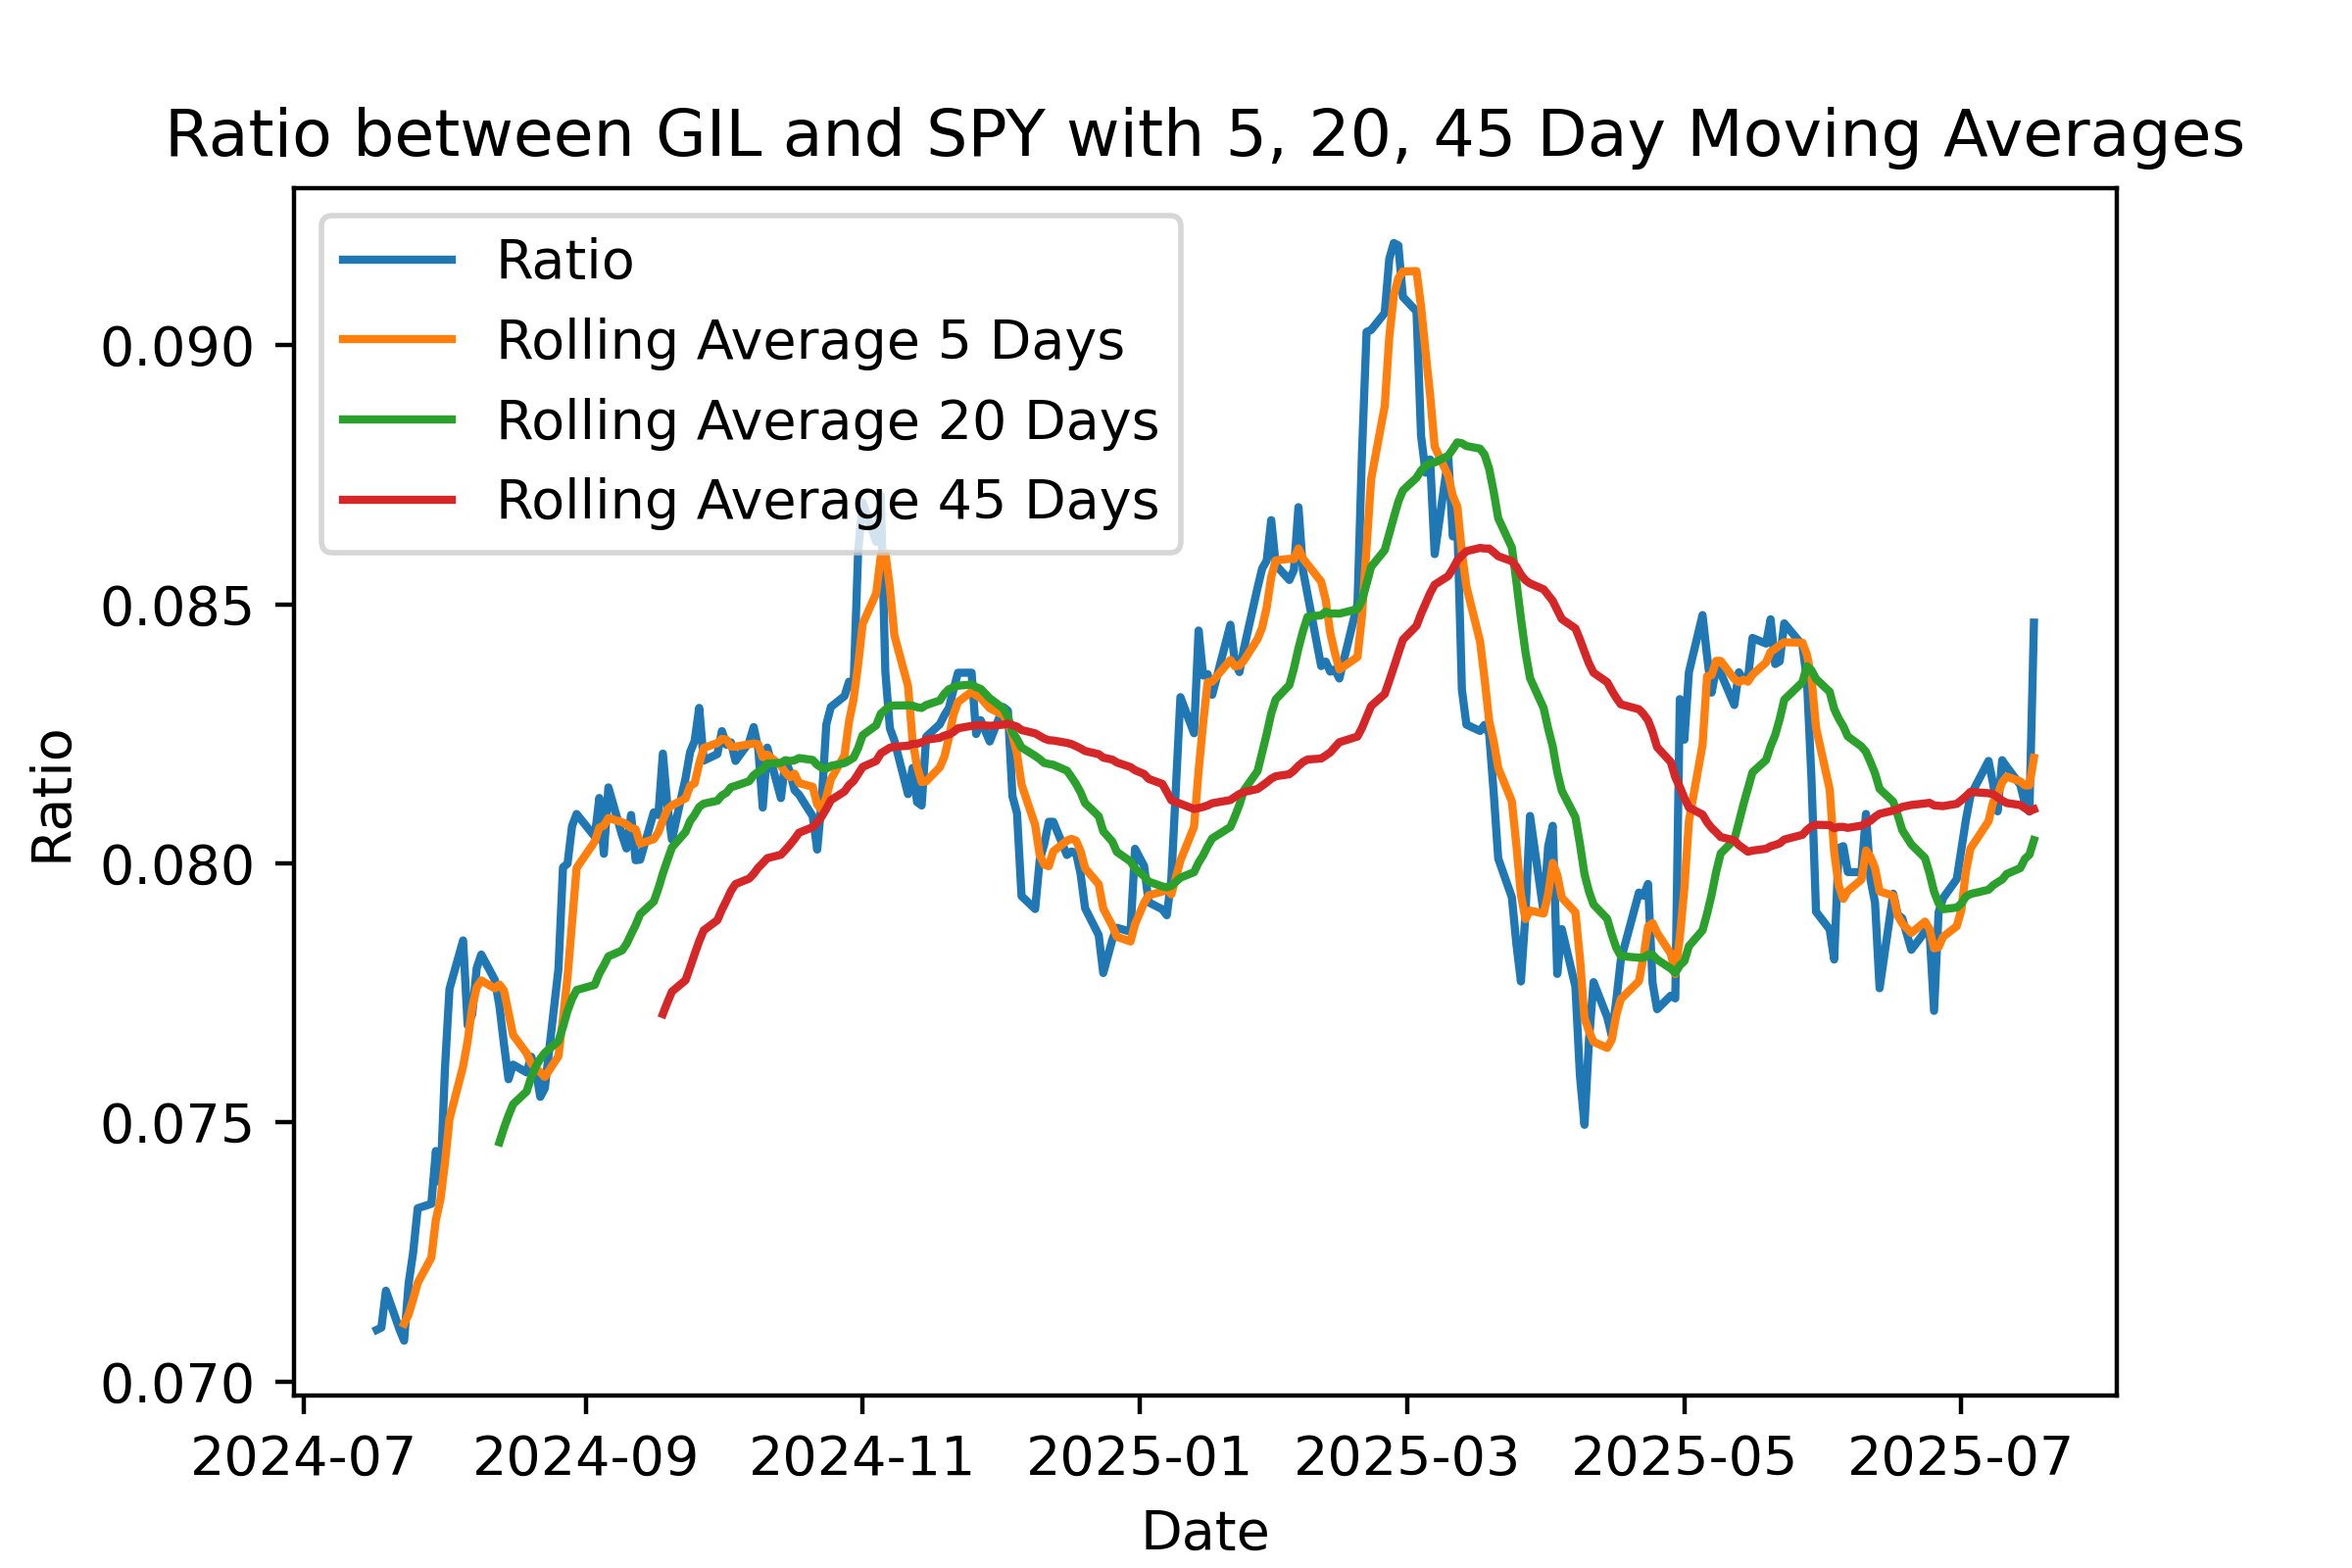 Ratio between GIL and SPY with 5, 20, 45 Day Moving Averages
Ratio
Rolling Average 5 Days
Rolling Average 20 Days
Rolling Average 45 Days
0.090
0.085
0.080
0.075
0.070
Ratio
2024-07 2024-09 2024-11 2025-01 2025-03 2025-05 2025-07
Date